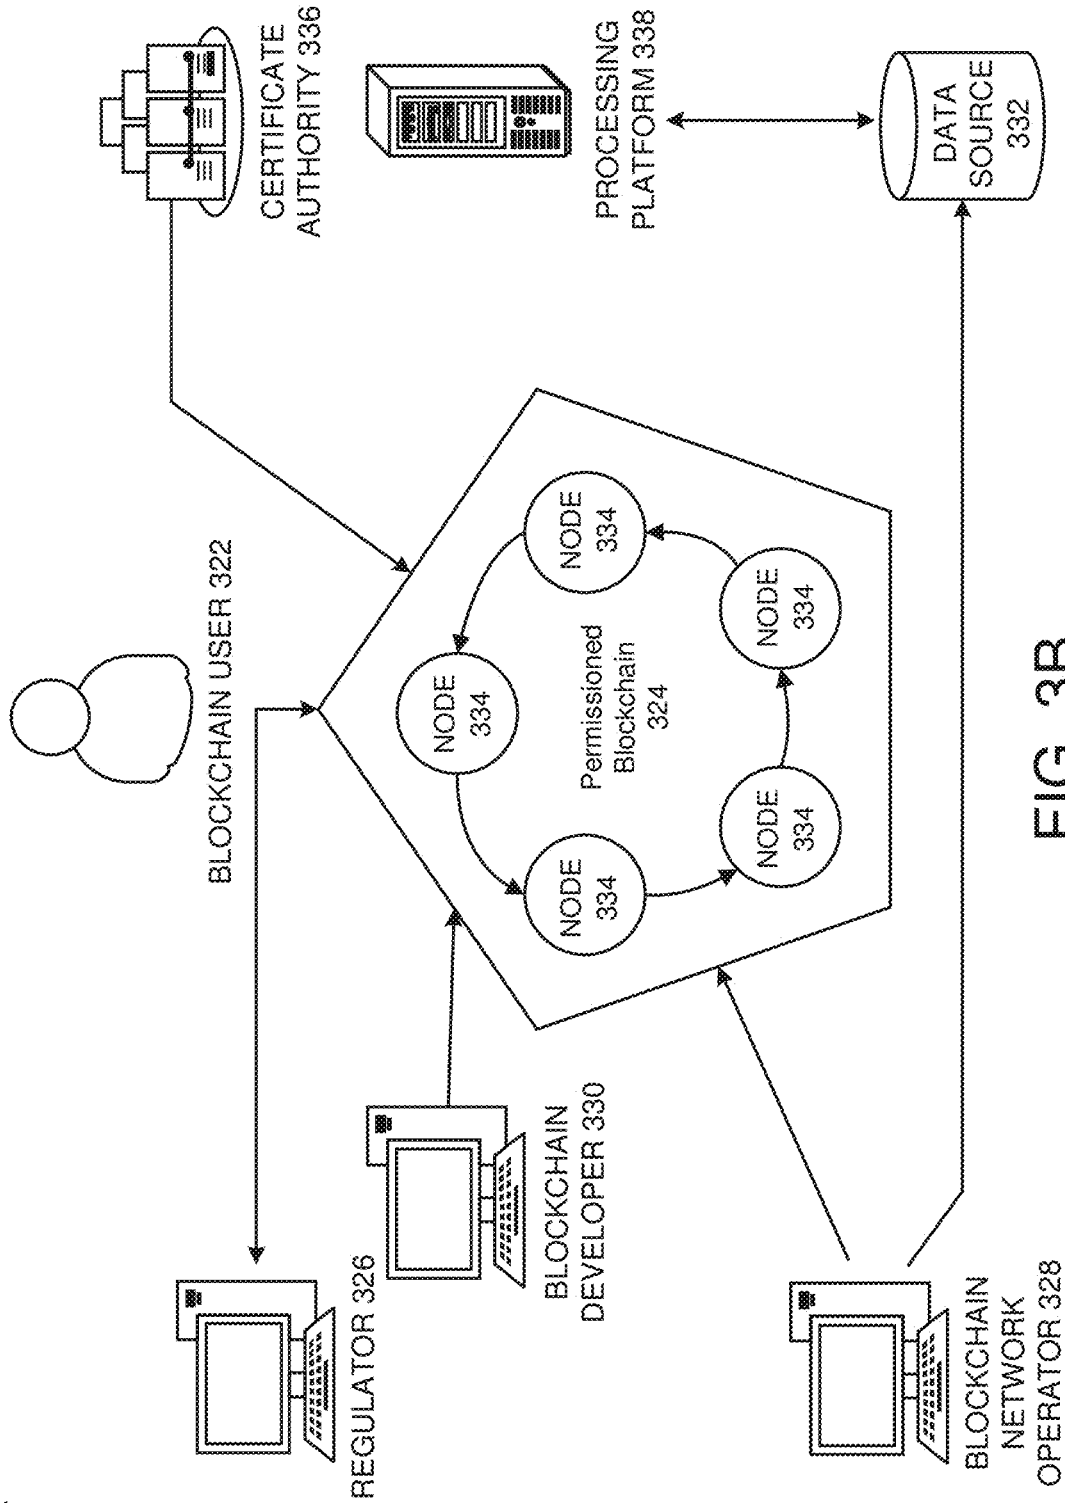 BLOCKCHAIN USER 322
CERTIFICATE
AUTHORITY 336
REGULATOR 326
BLOCKCHAIN
DEVELOPER 330
NODE
334
NODE
334
NODE
334
NODE
334
NODE
334
Permissioned
Blockchain
324
PROCESSING
PLATFORM 338
BLOCKCHAIN
NETWORK
OPERATOR 328
DATA
SOURCE
332
FIG. 3B